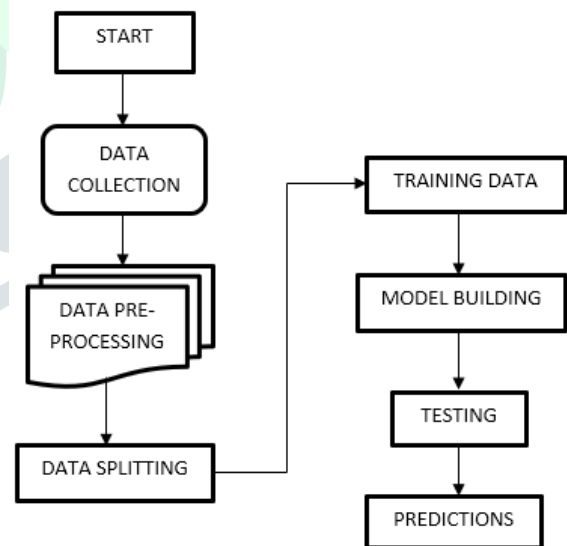 START
DATA
COLLECTION
DATA PRE-
PROCESSING
DATA SPLITTING
TRAINING DATA
MODEL BUILDING
TESTING
PREDICTIONS